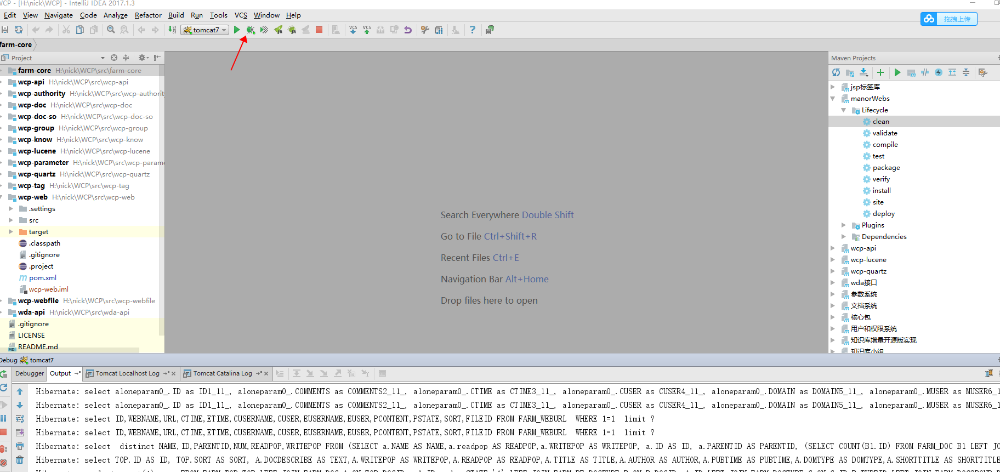 WCP - [H:\nick\WCP] - IntelliJ IDEA 2017.1.3
Edit View Navigate Code Analyze Refactor Build Run Tools VCS Window Help
拖拽上传
tomcat7
VCS VCS
farm-core
Project
Maven Projects
farm-core H:\nick\WCP\src\farm-core
wcp-api H:\nick\WCP\src\wcp-api
wcp-authority H:\nick\WCP\src\wcp-authorit
wcp-doc H:\nick\WCP\src\wcp-doc
wcp-doc-so H:\nick\WCP\src\wcp-doc-so
wcp-group H:\nick\WCP\src\wcp-group
wcp-know H:\nick\WCP\src\wcp-know
wcp-lucene H:\nick\WCP\src\wcp-lucene
wcp-parameter H:\nick\WCP\src\wcp-param
wcp-quartz H:\nick\WCP\src\wcp-quartz
wcp-tag H:\nick\WCP\src\wcp-tag
wcp-web H:\nick\WCP\src\wcp-web
.settings
src
target
.classpath
.gitignore
.project
pom.xml
wcp-web.iml
wcp-webfile H:\nick\WCP\src\wcp-webfile
wda-api H:\nick\WCP\src\wda-api
.gitignore
LICENSE
README.md
Search Everywhere Double Shift
Go to File Ctrl+Shift+R
Recent Files Ctrl+E
Navigation Bar Alt+Home
Drop files here to open
jsp标签库
manorWebs
Lifecycle
clean
validate
compile
test
package
verify
install
site
deploy
Plugins
Dependencies
wcp-api
wcp-lucene
wcp-quartz
wda接口
参数系统
文档系统
核心包
用户和权限系统
知识库增量开源版实现
知识库小组
Debug tomcat7
Debugger Output Tomcat Localhost Log Tomcat Catalina Log
Hibernate: select aloneparam0_.ID as ID1_11_, aloneparam0_.COMMENTS as COMMENTS2_11_, aloneparam0_.CTIME as CTIME3_11_, aloneparam0_.CUSER as CUSER4_11_, aloneparam0_.DOMAIN as DOMAIN5_11_, aloneparam0_.MUSER as MUSER6_1
Hibernate: select aloneparam0_.ID as ID1_11_, aloneparam0_.COMMENTS as COMMENTS2_11_, aloneparam0_.CTIME as CTIME3_11_, aloneparam0_.CUSER as CUSER4_11_, aloneparam0_.DOMAIN as DOMAIN5_11_, aloneparam0_.MUSER as MUSER6_1
Hibernate: select ID,WEBNAME,URL,CTIME,ETIME,CUSERNAME,CUSER,EUSERNAME,EUSER,PCONTENT,PSTATE,SORT,FILEID FROM FARM_WEBURL WHERE 1=1 limit ?
Hibernate: select ID,WEBNAME,URL,CTIME,ETIME,CUSERNAME,CUSER,EUSERNAME,EUSER,PCONTENT,PSTATE,SORT,FILEID FROM FARM_WEBURL WHERE 1=1 limit ?
Hibernate: select distinct NAME,ID,PARENTID,NUM,READPOP,WRITEPOP FROM (SELECT a.NAME AS NAME,a.readpop AS READPOP,a.WRITEPOP AS WRITEPOP, a.ID AS ID, a.PARENTID AS PARENTID, (SELECT COUNT(B1.ID) FROM FARM_DOC B1 LEFT JO
Hibernate: select TOP.ID AS ID, TOP.SORT AS SORT, A.DOCDESCRIBE AS TEXT,A.WRITEPOP AS WRITEPOP,A.READPOP AS READPOP,A.TITLE AS TITLE,A.AUTHOR AS AUTHOR,A.PUBTIME AS PUBTIME,A.DOMTYPE AS DOMTYPE,A.SHORTTITLE AS SHORTTITLE